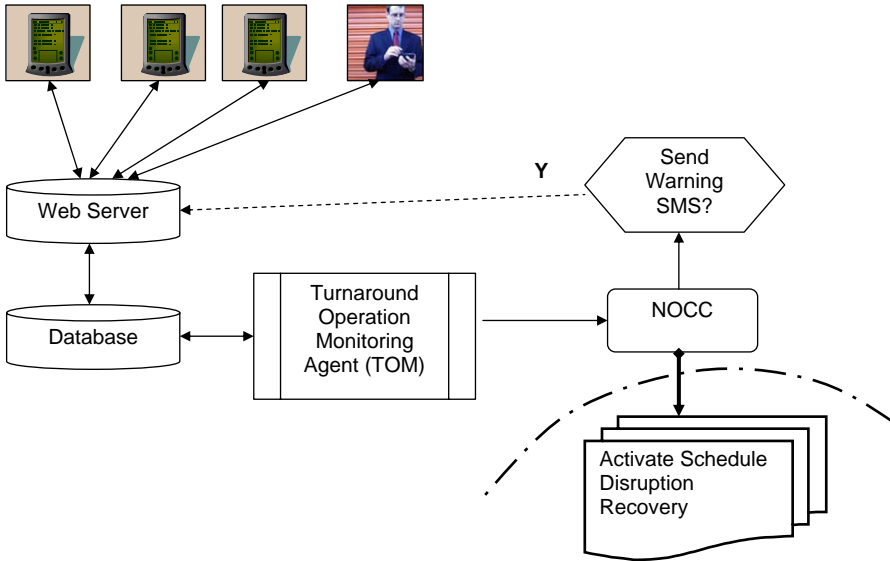 Y
Send
Warning
SMS?
Web Server
Database
Turnaround
Operation
Monitoring
Agent (TOM)
NOCC
Activate Schedule
Disruption
Recovery